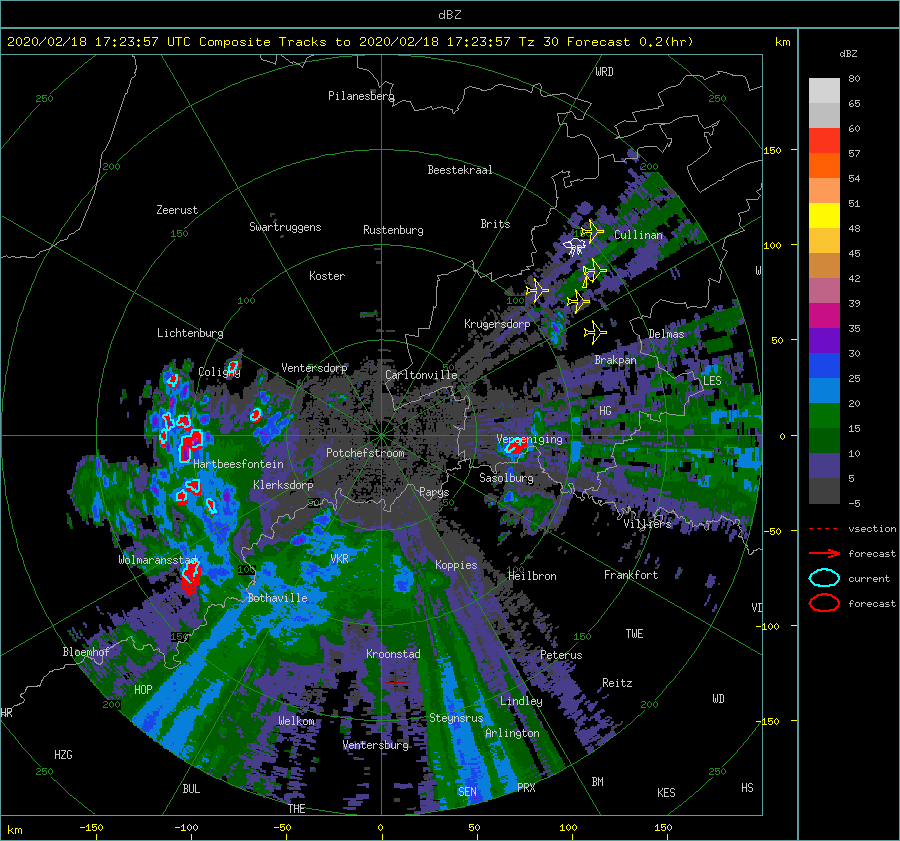 dBZ
2020/02/18 17:23:57 UTC Composite Tracks to 2020/02/18 17:23:57 Tz 30 Forecast 0.2(hr) km
dBZ
80
65
60
57
54
51
48
45
42
39
35
30
25
20
15
10
5
-5
vsection
forecast
current
forecast
WRD
250
Pilanesberg
250
150
200
Beestekraal
200
Zeerust
Swartruggens
150
Rustenburg
Brits
Cullinan
100
Koster
W
100
100
Lichtenburg
Krugersdorp
Delmas
50
Coligny
Ventersdorp
Carltonville
Brakpan
LES
HG
0
Vereeniging
Potchefstroom
Hartbeesfontein
Klerksdorp
Sasolburg
Parys
50
50
Villiers
-50
Wolmaransstad
VKR
Koppies
100
100
Heilbron
Frankfort
Bothaville
VD
-100
150
150
TWE
Bloemhof
Kroonstad
Peterus
HOP
Reitz
200
Lindley
200
WD
HR
Welkom
Steynsrus
-150
Arlington
Ventersburg
HZG
250
250
BUL
SEN
PRX
BM
KES
HS
THE
km
-150
-100
-50
0
50
100
150